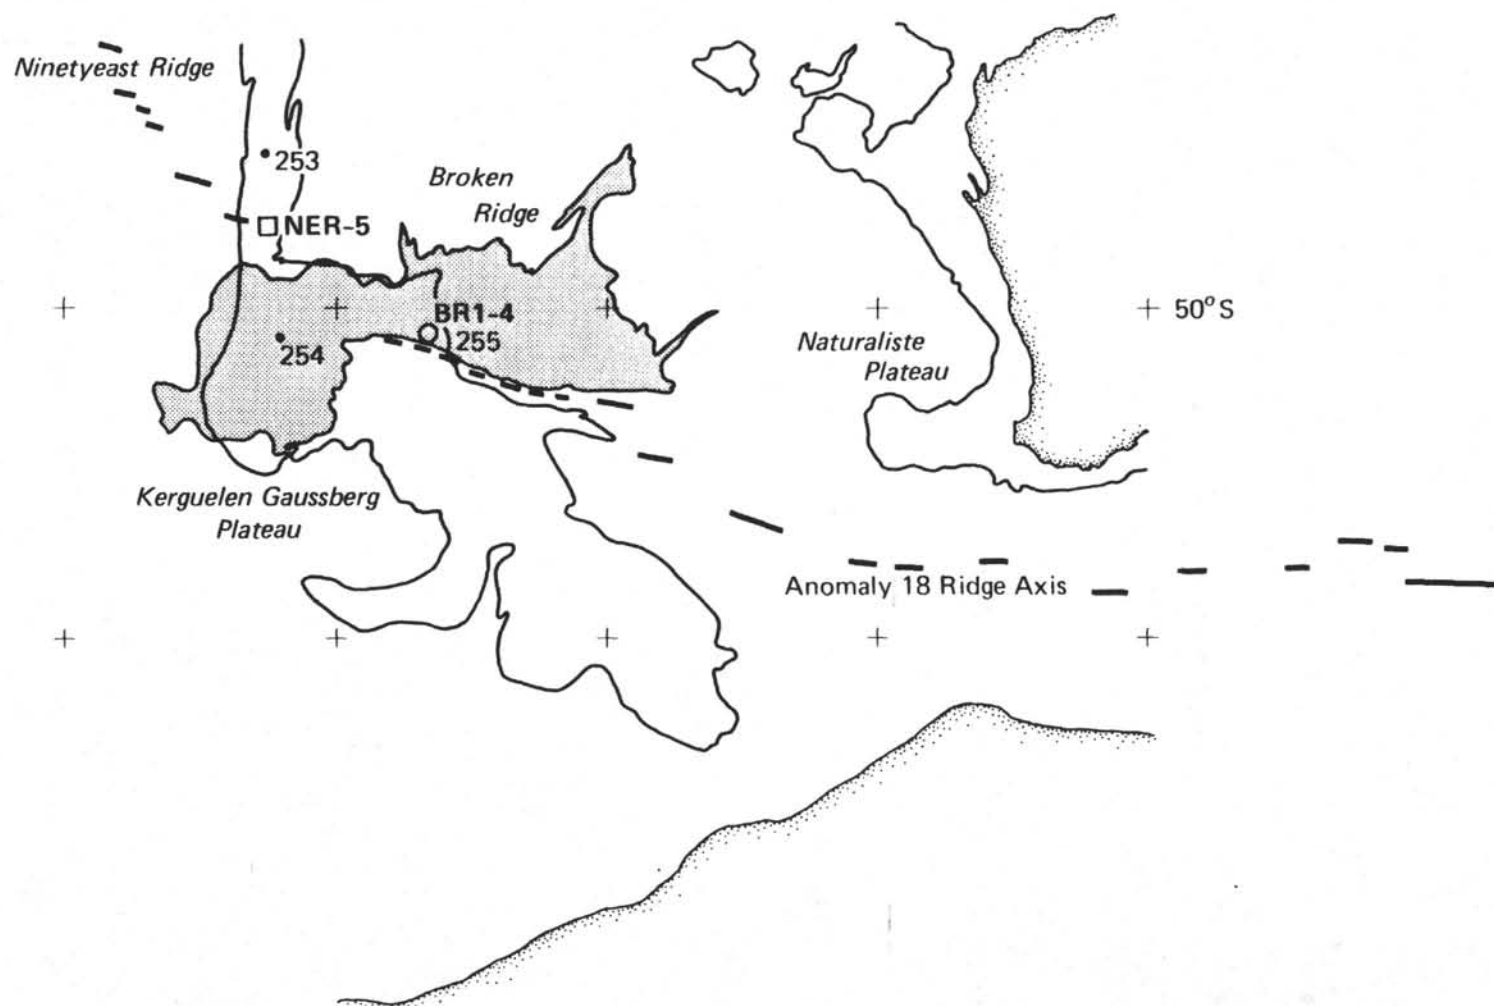 Ninetyeast Ridge
253
Broken
Ridge
NER-5
BR1-4
255
254
50°S
Naturaliste
Plateau
Kerguelen Gaussberg
Plateau
Anomaly 18 Ridge Axis